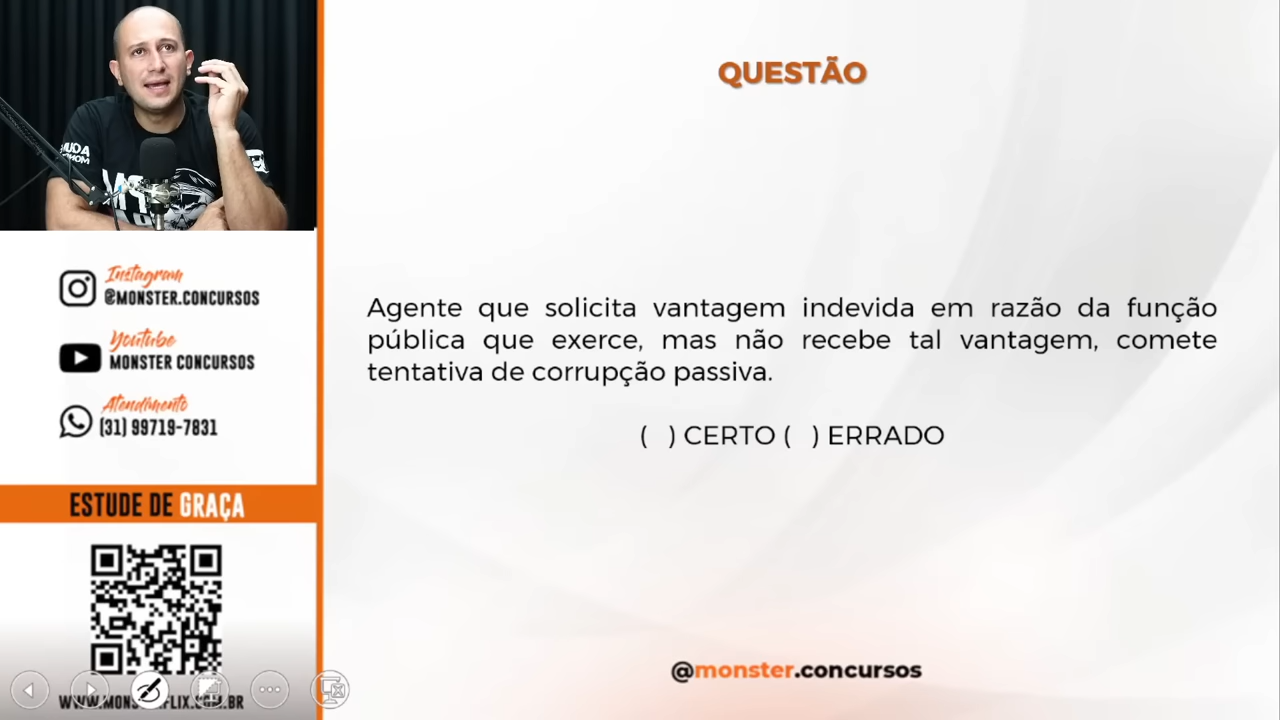 MUDA
QUESTÃO
Instagram
@MONSTER.CONCURSOS
Youtube
MONSTER CONCURSOS
Atendimento
(31) 99719-7831
ESTUDE DE GRAÇA
Agente que solicita vantagem indevida em razão da função
pública que exerce, mas não recebe tal vantagem, comete
tentativa de corrupção passiva.
( ) CERTO ( ) ERRADO
@monster.concursos